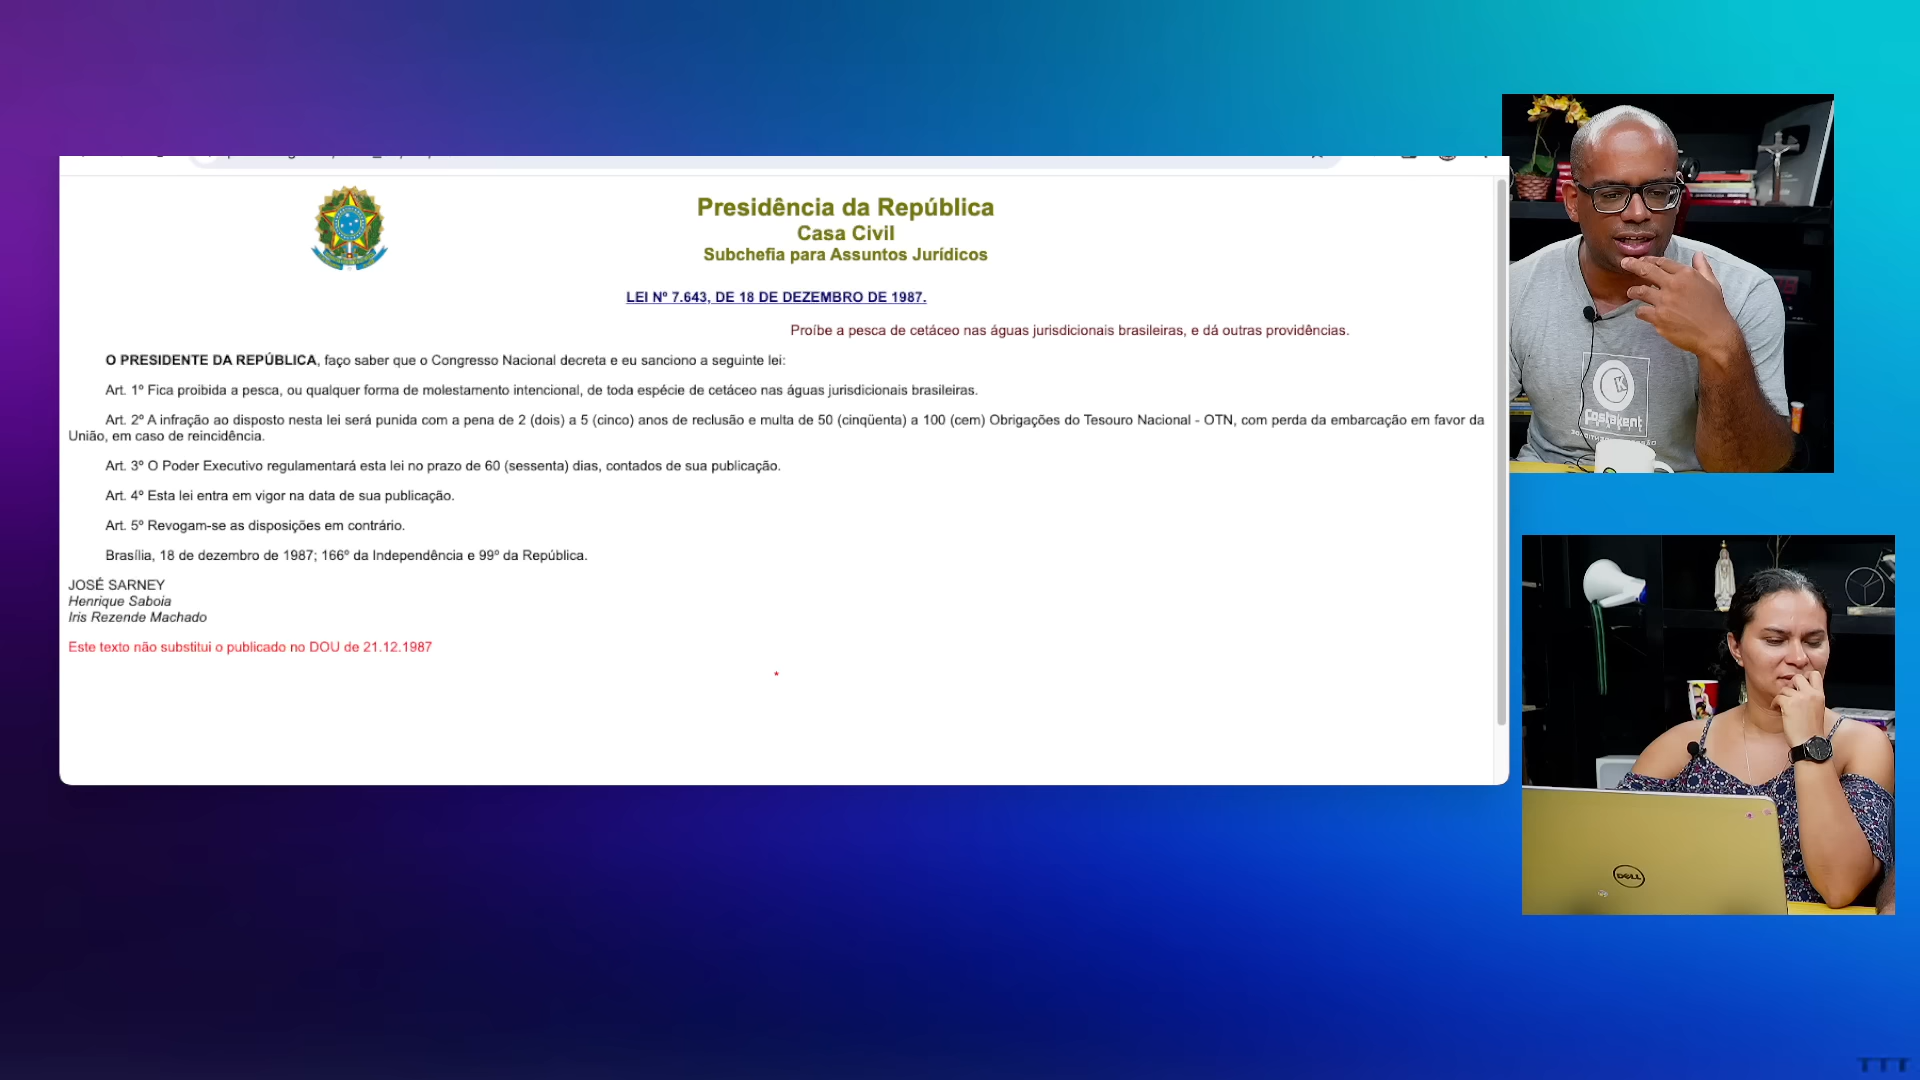 Presidência da República
Casa Civil
Subchefia para Assuntos Jurídicos
LEI Nº 7.643, DE 18 DE DEZEMBRO DE 1987.
Proíbe a pesca de cetáceo nas águas jurisdicionais brasileiras, e dá outras providências.
O PRESIDENTE DA REPÚBLICA, faço saber que o Congresso Nacional decreta e eu sanciono a seguinte lei:
Art. 1º Fica proibida a pesca, ou qualquer forma de molestamento intencional, de toda espécie de cetáceo nas águas jurisdicionais brasileiras.
Art. 2º A infração ao disposto nesta lei será punida com a pena de 2 (dois) a 5 (cinco) anos de reclusão e multa de 50 (cinqüenta) a 100 (cem) Obrigações do Tesouro Nacional - OTN, com perda da embarcação em favor da
União, em caso de reincidência.
Art. 3º O Poder Executivo regulamentará esta lei no prazo de 60 (sessenta) dias, contados de sua publicação.
Art. 4º Esta lei entra em vigor na data de sua publicação.
Art. 5º Revogam-se as disposições em contrário.
Brasília, 18 de dezembro de 1987; 166º da Independência e 99º da República.
JOSÉ SARNEY
Henrique Saboia
Iris Rezende Machado
Este texto não substitui o publicado no DOU de 21.12.1987
*
K
Costakent
DELL
TTT